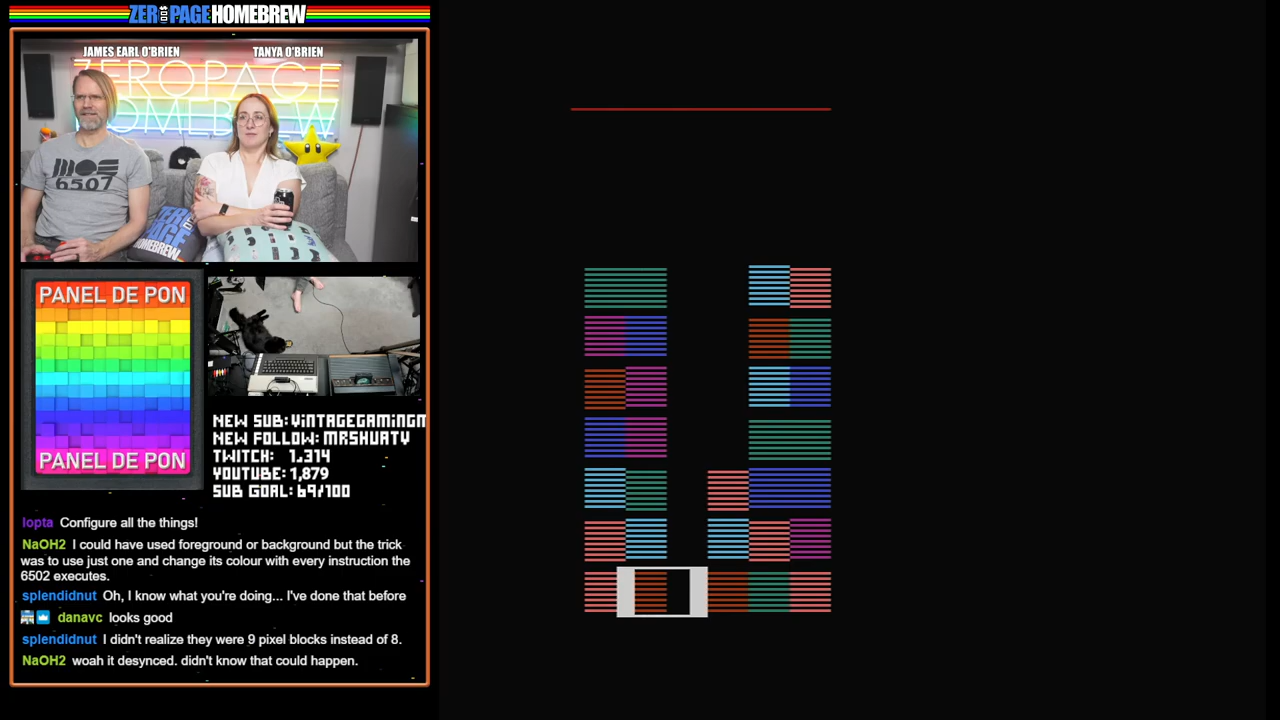 ZEROPAGE HOMEBREW
JAMES EARL O'BRIEN
TANYA O'BRIEN
ZEROPAGE
HOMEBREW
MOS
6507
ZERO
PAGE
HOMEBREW
PANEL DE PON
PANEL DE PON
NEW SUB: VINTAGEGAMINGM
NEW FOLLOW: MRSHURTY
TWITCH: 1,314
YOUTUBE: 1,879
SUB GOAL: 69/100
lopta Configure all the things!
NaOH2 I could have used foreground or background but the trick
was to use just one and change its colour with every instruction the
6502 executes.
splendidnut Oh, I know what you're doing... I've done that before
danavc looks good
splendidnut I didn't realize they were 9 pixel blocks instead of 8.
NaOH2 woah it desynced. didn't know that could happen.